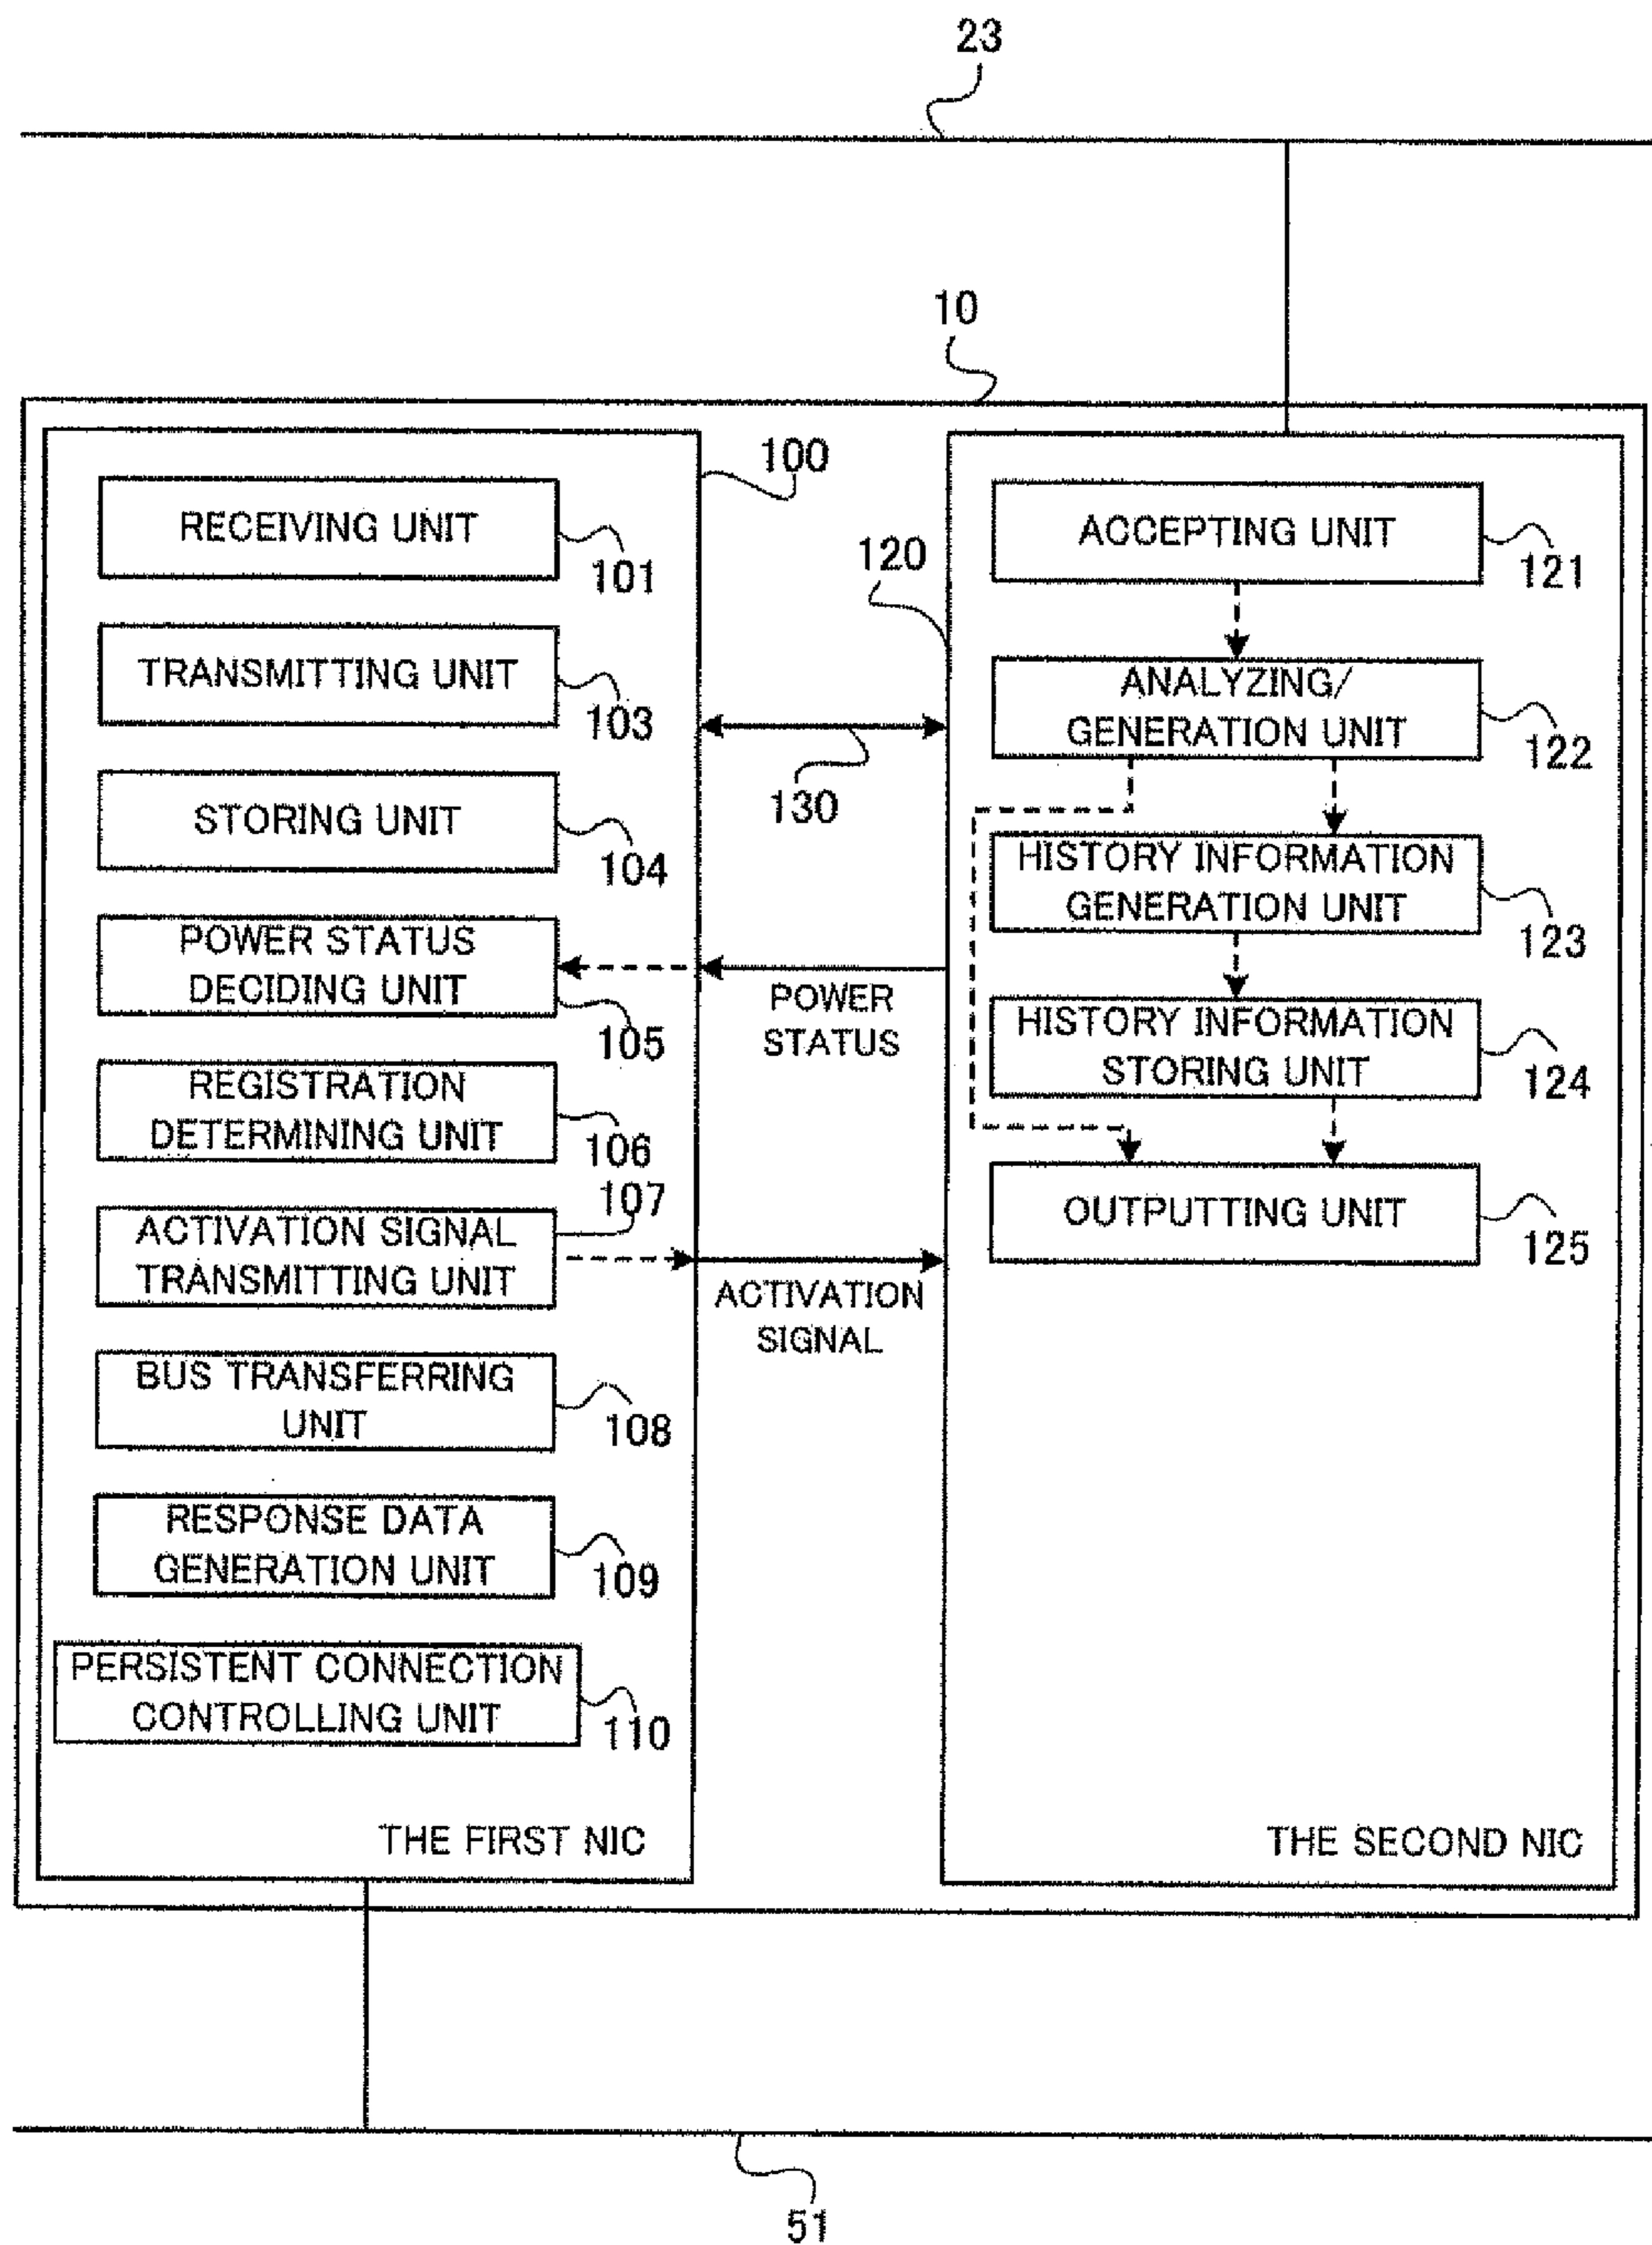 23
10
100
RECEIVING UNIT
101
TRANSMITTING UNIT
103
STORING UNIT
104
POWER STATUS
DECIDING UNIT
105
REGISTRATION
DETERMINING UNIT
106
107
ACTIVATION SIGNAL
TRANSMITTING UNIT
BUS TRANSFERRING
UNIT
108
RESPONSE DATA
GENERATION UNIT
109
PERSISTENT CONNECTION
CONTROLLING UNIT
110
THE FIRST NIC
130
POWER
STATUS
ACTIVATION
SIGNAL
120
ACCEPTING UNIT
121
ANALYZING/
GENERATION UNIT
122
HISTORY INFORMATION
GENERATION UNIT
123
HISTORY INFORMATION
STORING UNIT
124
OUTPUTTING UNIT
125
THE SECOND NIC
51